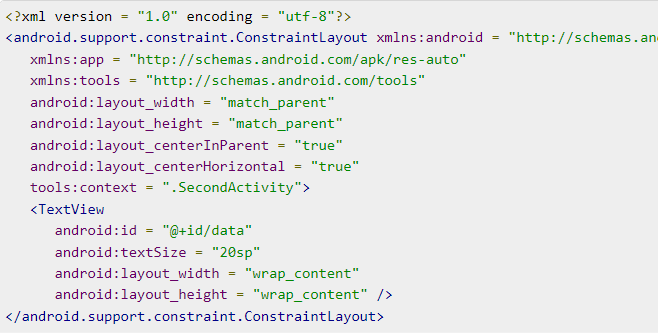 <?xml version = "1.0" encoding = "utf-8"?>
<android.support.constraint.ConstraintLayout xmlns:android = "http://schemas.an
xmlns:app = "http://schemas.android.com/apk/res-auto"
xmlns:tools = "http://schemas.android.com/tools"
android:layout_width = "match_parent"
android:layout_height = "match_parent"
android:layout_centerInParent = "true"
android:layout_centerHorizontal = "true"
tools:context = ".SecondActivity">
<TextView
android:id = "@+id/data"
android:textSize = "20sp"
android:layout_width = "wrap_content"
android:layout_height = "wrap_content" />
</android.support.constraint.ConstraintLayout>